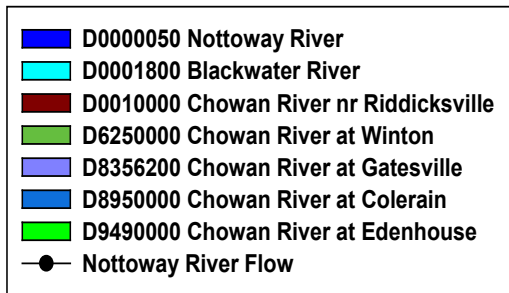 D0000050 Nottoway River
D0001800 Blackwater River
D0010000 Chowan River nr Riddicksville
D6250000 Chowan River at Winton
D8356200 Chowan River at Gatesville
D8950000 Chowan River at Colerain
D9490000 Chowan River at Edenhouse
Nottoway River Flow